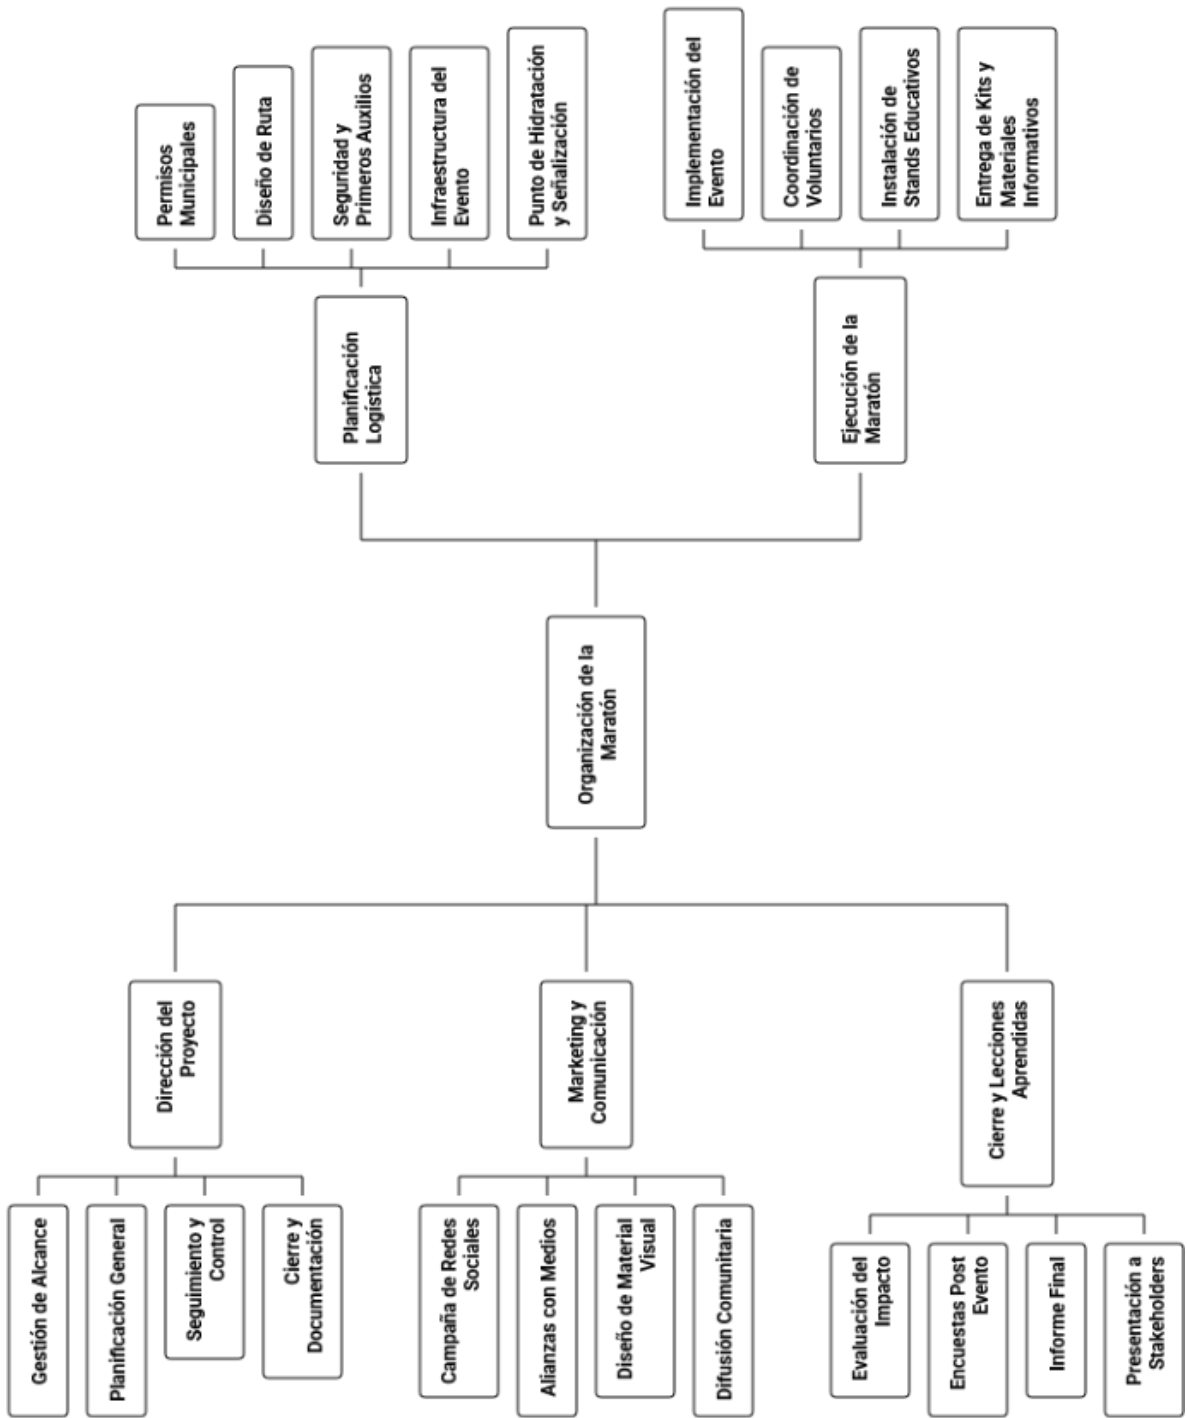 Gestión de Alcance
Planificación General
Seguimiento y
Control
Cierre y
Documentación
Dirección del
Proyecto
Campaña de Redes
Sociales
Alianzas con Medios
Diseño de Material
Visual
Difusión Comunitaria
Marketing y
Comunicación
Evaluación del
Impacto
Encuestas Post
Evento
Informe Final
Presentación a
Stakeholders
Cierre y Lecciones
Aprendidas
Organización de la
Maratón
Planificación
Logística
Permisos
Municipales
Diseño de Ruta
Seguridad y
Primeros Auxilios
Infraestructura del
Evento
Punto de Hidratación
y Señalización
Ejecución de la
Maratón
Implementación del
Evento
Coordinación de
Voluntarios
Instalación de
Stands Educativos
Entrega de Kits y
Materiales
Informativos